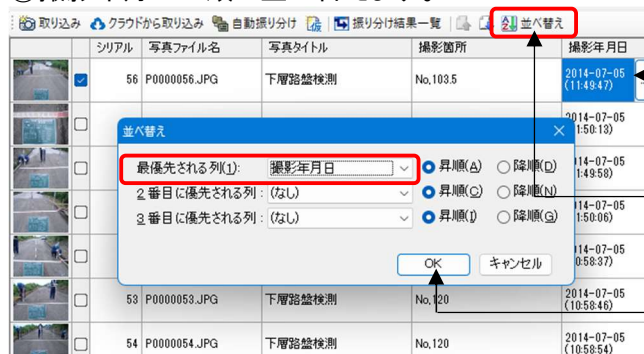 取り込み クラウドから取り込み 自動振り分け 振り分け結果一覧 並べ替え
シリアル 写真ファイル名 写真タイトル 撮影箇所 撮影年月日
56 P0000056.JPG 下層路盤検測 No,103.5 2014-07-05
(11:49:47)
2014-07-05
1:50:13)
並べ替え
最優先される列(1): 撮影年月日 昇順(A) 降順(D)
14-07-05
1:49:58)
2番目に優先される列: (なし) 昇順(C) 降順(N)
3番目に優先される列: (なし) 昇順(I) 降順(G)
14-07-05
1:50:06)
OK キャンセル
14-07-05
0:58:37)
53 P0000053.JPG 下層路盤検測 No,120 2014-07-05
(10:58:46)
54 P0000054.JPG 下層路盤検測 No,120 2014-07-05
(10:58:54)